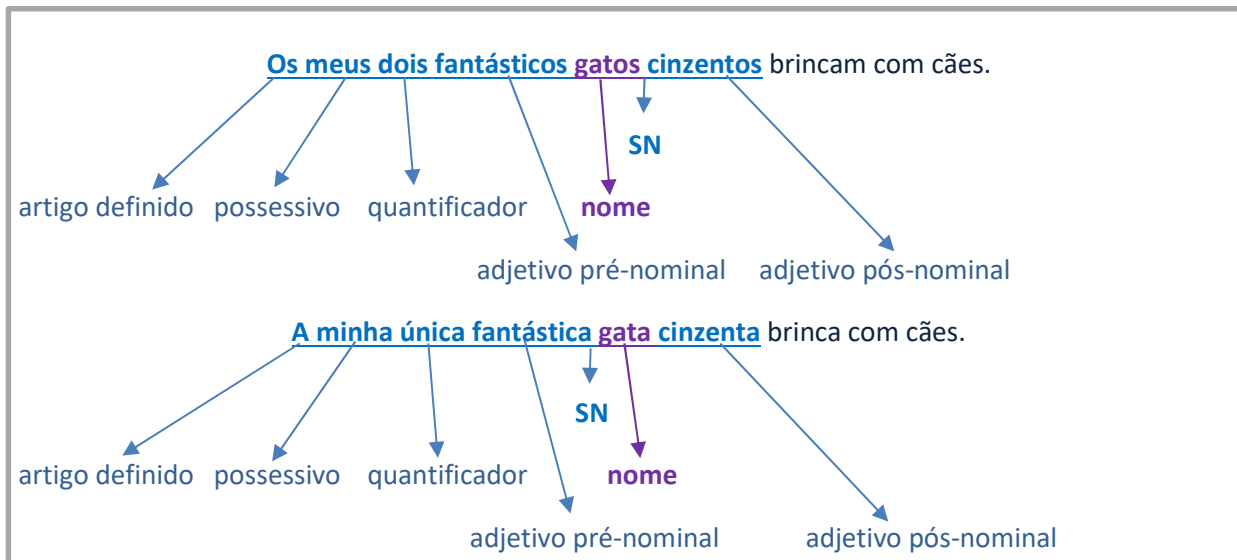 Os meus dois fantásticos gatos cinzentos brincam com cães.
SN
artigo definido possessivo quantificador nome
adjetivo pré-nominal adjetivo pós-nominal
A minha única fantástica gata cinzenta brinca com cães.
SN
artigo definido possessivo quantificador nome
adjetivo pré-nominal adjetivo pós-nominal